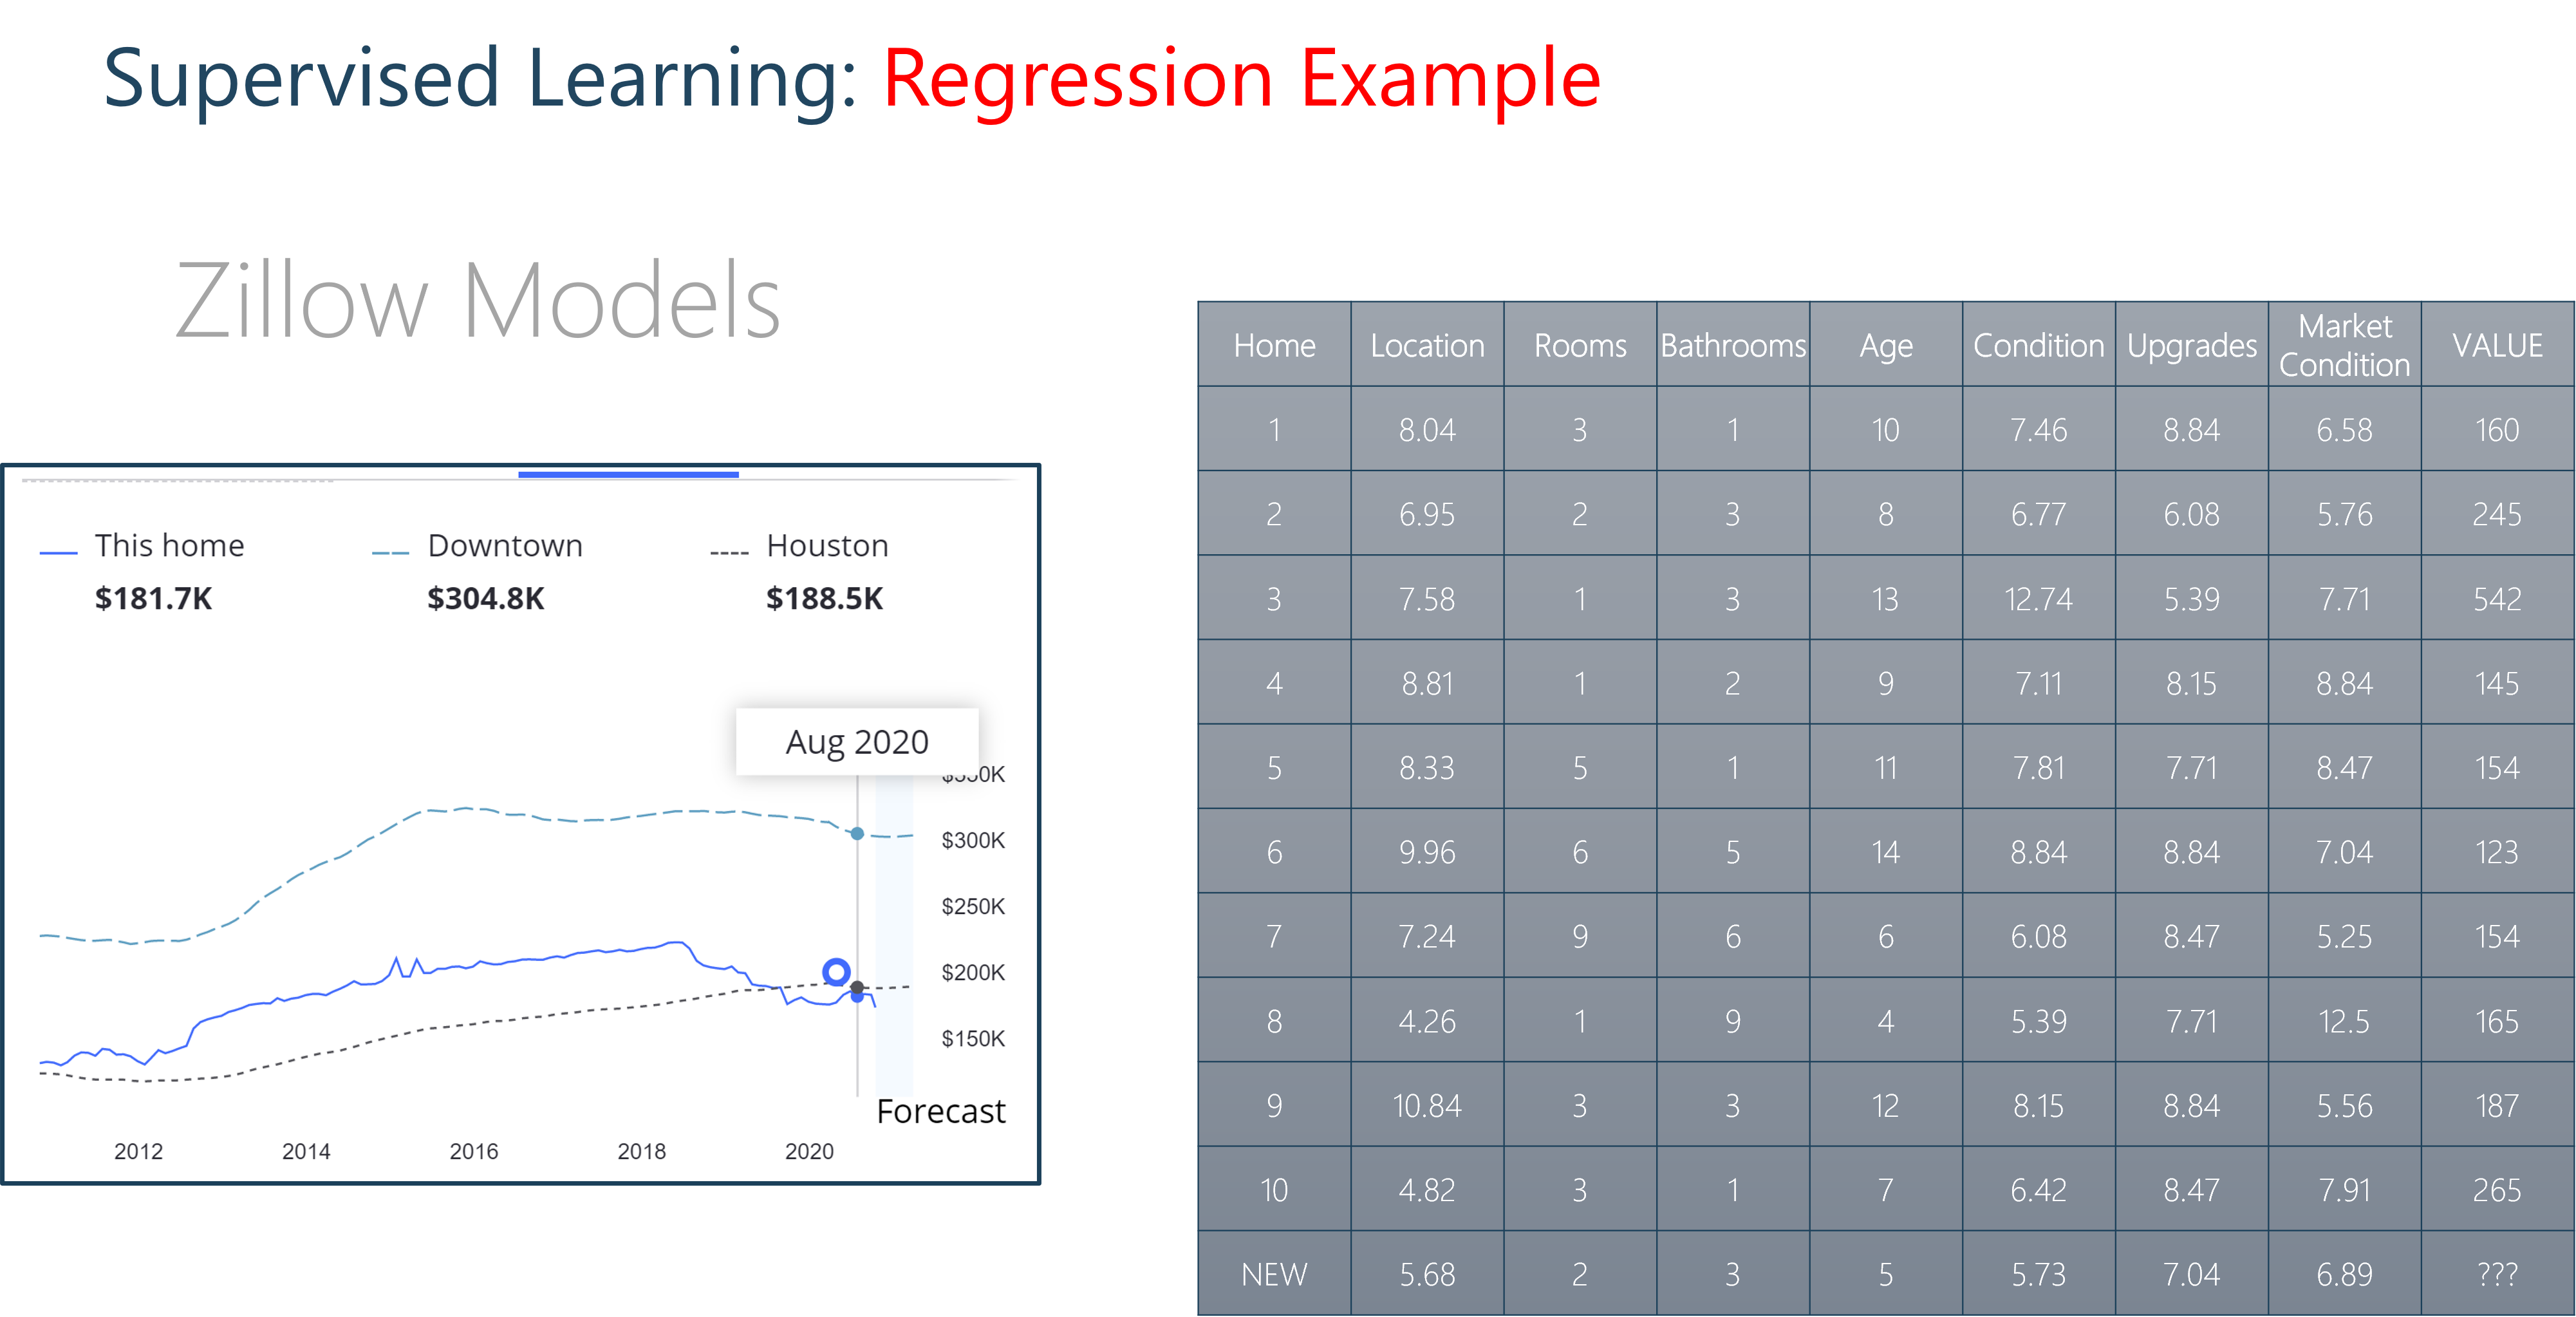 Supervised Learning: Regression Example
Zillow Models
This home Downtown Houston
$181.7K $304.8K $188.5K
Aug 2020
$300K
$250K
$200K
$150K
Forecast
2012 2014 2016 2018 2020
Home Location Rooms Bathrooms Age Condition Upgrades Market Condition VALUE
1 8.04 3 1 10 7.46 8.84 6.58 160
2 6.95 2 3 8 6.77 6.08 5.76 245
3 7.58 1 3 13 12.74 5.39 7.71 542
4 8.81 1 2 9 7.11 8.15 8.84 145
5 8.33 5 1 11 7.81 7.71 8.47 154
6 9.96 6 5 14 8.84 8.84 7.04 123
7 7.24 9 6 6 6.08 8.47 5.25 154
8 4.26 1 9 4 5.39 7.71 12.5 165
9 10.84 3 3 12 8.15 8.84 5.56 187
10 4.82 3 1 7 6.42 8.47 7.91 265
NEW 5.68 2 3 5 5.73 7.04 6.89 ???